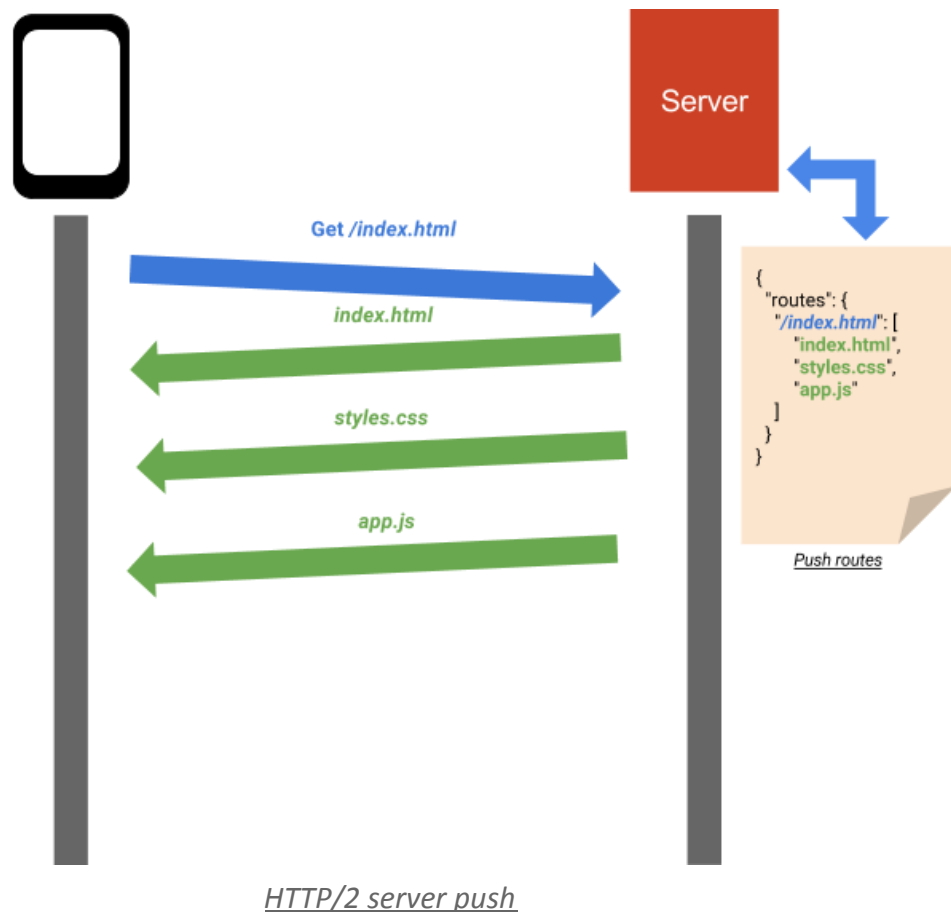 Server
Get /index.html
index.html
styles.css
app.js
{
"routes": {
"/index.html": [
"index.html",
"styles.css",
"app.js"
]
}
}
Push routes
HTTP/2 server push